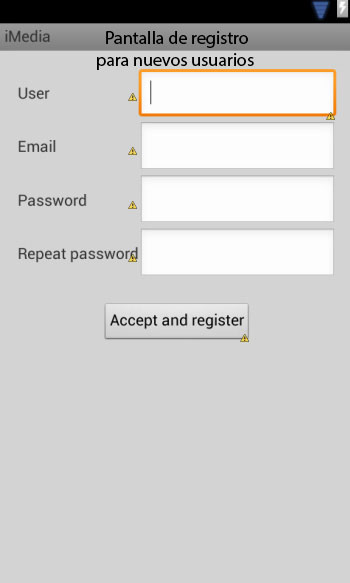 iMedia
Pantalla de registro
para nuevos usuarios
User
Email
Password
Repeat password
Accept and register